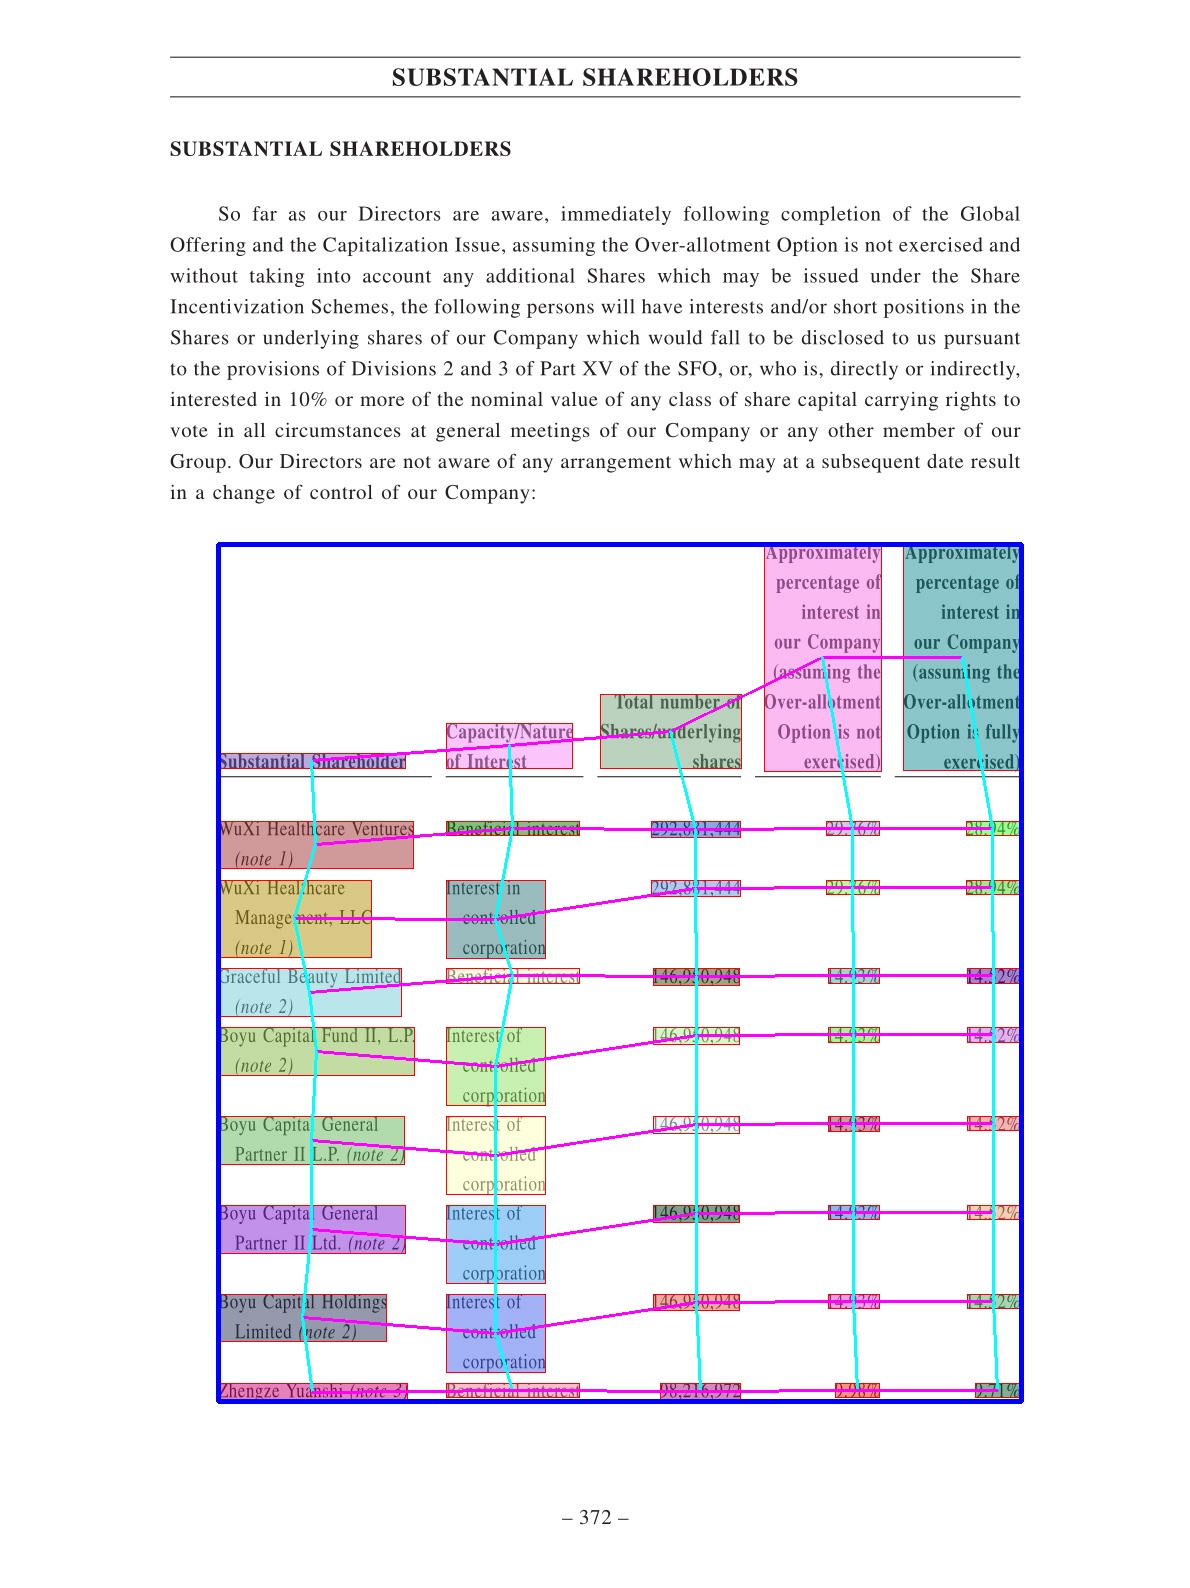 SUBSTANTIAL SHAREHOLDERS
SUBSTANTIAL SHAREHOLDERS
So far as our Directors are aware, immediately following completion of the Global
Offering and the Capitalization Issue, assuming the Over-allotment Option is not exercised and
without taking into account any additional Shares which may be issued under the Share
Incentivization Schemes, the following persons will have interests and/or short positions in the
Shares or underlying shares of our Company which would fall to be disclosed to us pursuant
to the provisions of Divisions 2 and 3 of Part XV of the SFO, or, who is, directly or indirectly,
interested in 10% or more of the nominal value of any class of share capital carrying rights to
vote in all circumstances at general meetings of our Company or any other member of our
Group. Our Directors are not aware of any arrangement which may at a subsequent date result
in a change of control of our Company:
Approximately Approximately
percentage of percentage of
interest in interest in
our Company our Company
(assuming the (assuming the
Total number of Over-allotment Over-allotment
Capacity/Nature Shares/underlying Option is not Option is fully
Substantial Shareholder of Interest shares exercised) exercised)
WuXi Healthcare Ventures Beneficial interest 292,881,444 29.76% 28.94%
(note 1)
WuXi Healthcare Interest in 292,881,444 29.76% 28.94%
Management, LLC controlled
(note 1) corporation
Graceful Beauty Limited Beneficial interest 146,950,948 14.93% 14.52%
(note 2)
Boyu Capital Fund II, L.P. Interest of 146,950,948 14.93% 14.52%
(note 2) controlled
corporation
Boyu Capital General Interest of 146,950,948 14.93% 14.52%
Partner II L.P. (note 2) controlled
corporation
Boyu Capital General Interest of 146,950,948 14.93% 14.52%
Partner II Ltd. (note 2) controlled
corporation
Boyu Capital Holdings Interest of 146,950,948 14.93% 14.52%
Limited (note 2) controlled
corporation
Zhengze Yuanshi (note 3) Beneficial interest 98,216,972 9.98% 9.71%
– 372 –